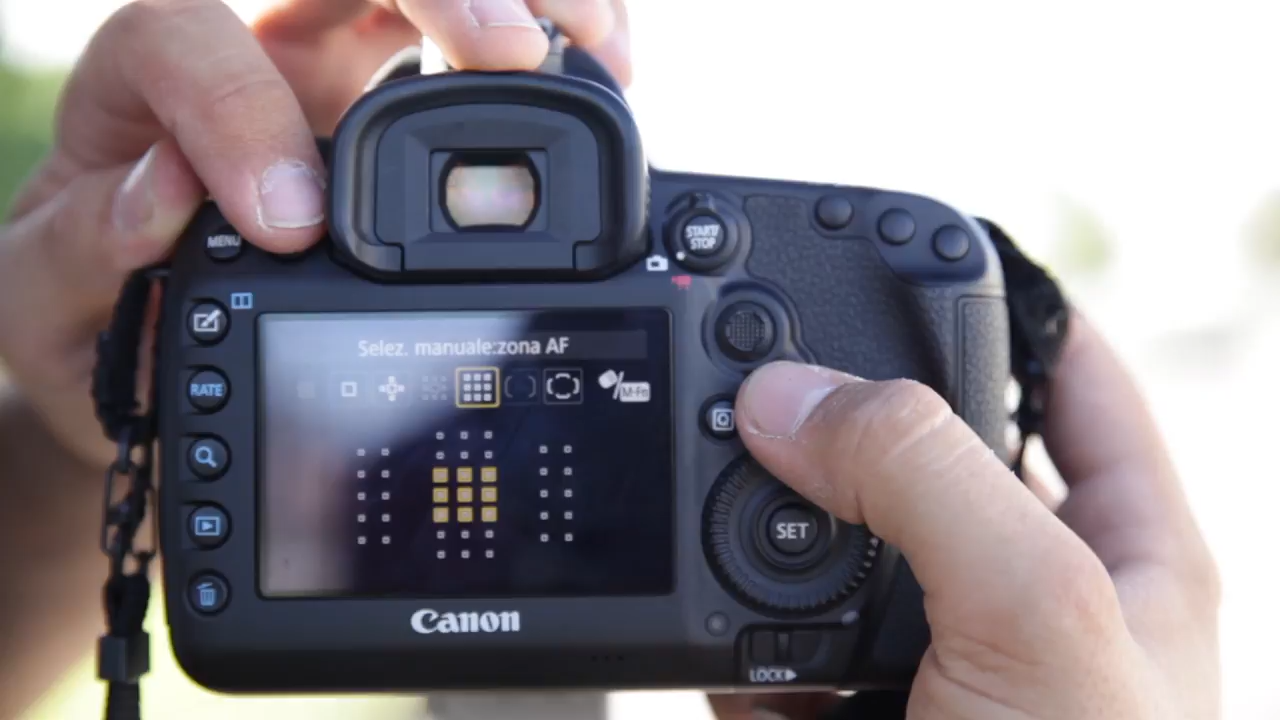 MENU
START/
STOP
Selez. manuale:zona AF
M-Fn
RATE
Q
SET
Canon
LOCK